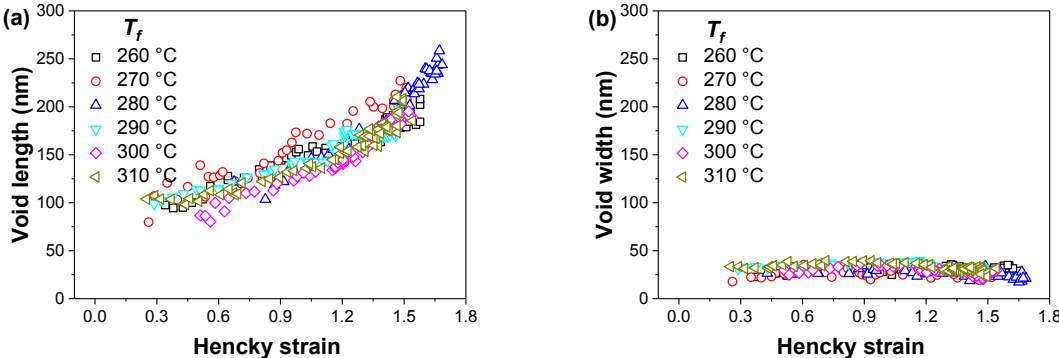 (a)
T_f
260 °C
270 °C
280 °C
290 °C
300 °C
310 °C
Void length (nm)
300
250
200
150
100
50
0
0.0 0.3 0.6 0.9 1.2 1.5 1.8
Hencky strain
(b)
T_f
260 °C
270 °C
280 °C
290 °C
300 °C
310 °C
Void width (nm)
300
250
200
150
100
50
0
0.0 0.3 0.6 0.9 1.2 1.5 1.8
Hencky strain